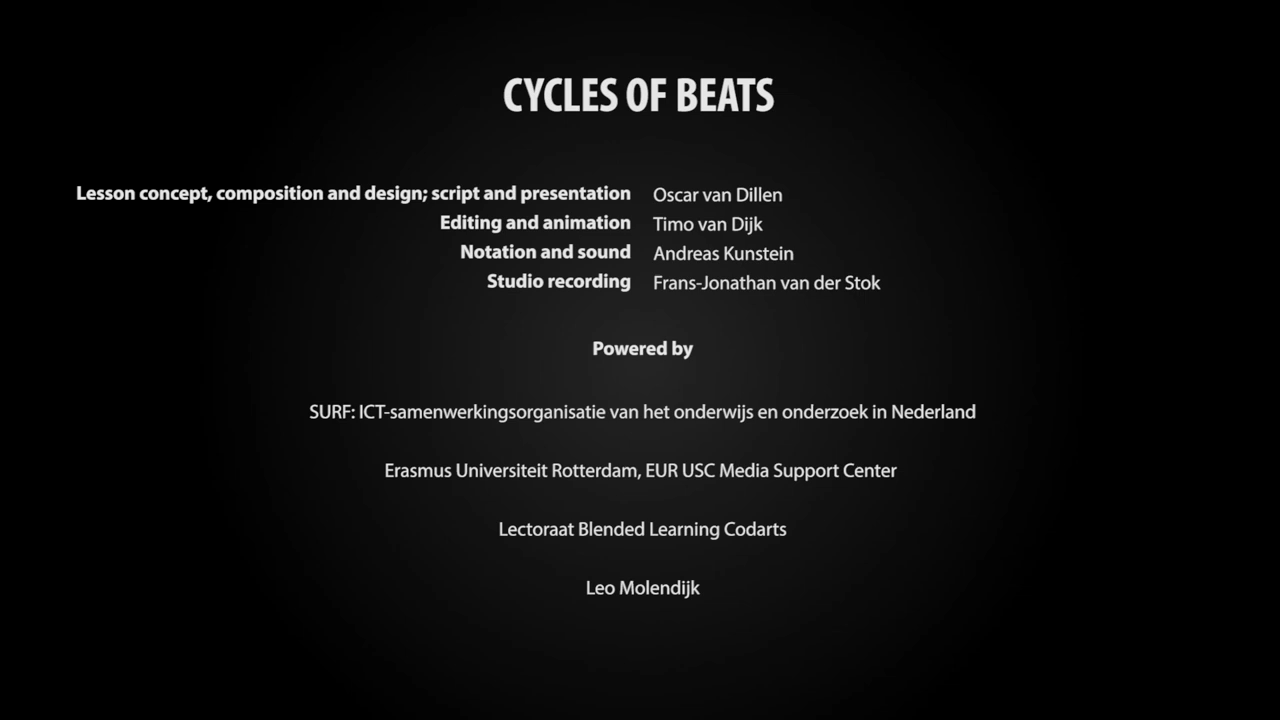 CYCLES OF BEATS
Lesson concept, composition and design; script and presentation Oscar van Dillen
Editing and animation Timo van Dijk
Notation and sound Andreas Kunstein
Studio recording Frans-Jonathan van der Stok
Powered by
SURF: ICT-samenwerkingsorganisatie van het onderwijs en onderzoek in Nederland
Erasmus Universiteit Rotterdam, EUR USC Media Support Center
Lectoraat Blended Learning Codarts
Leo Molendijk